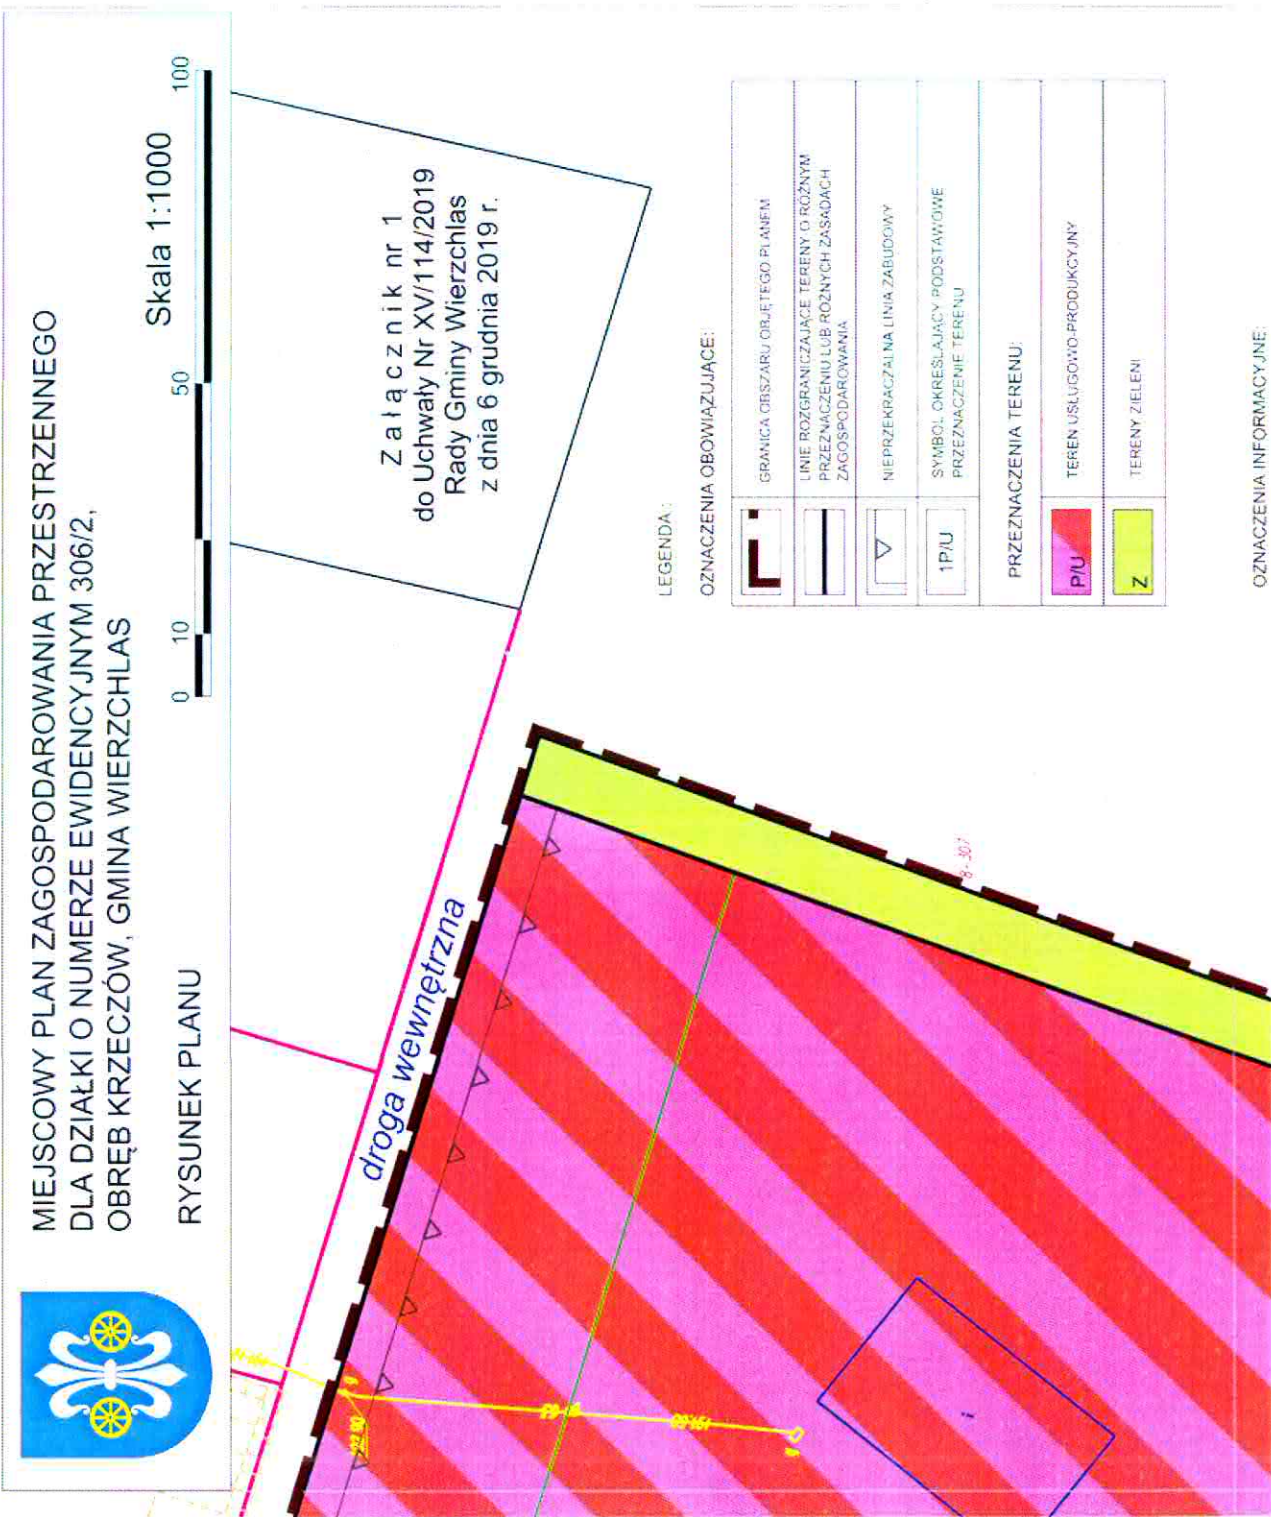 MIEJSCOWY PLAN ZAGOSPODAROWANIA PRZESTRZENNEGO
DLA DZIAŁKI O NUMERZE EWIDENCYJNYM 306/2,
OBRĘB KRZECZÓW, GMINA WIERZCHLAS
RYSUNEK PLANU
Skala 1:1000
0 10 50 100
Załącznik nr 1
do Uchwały Nr XV/114/2019
Rady Gminy Wierzchlas
z dnia 6 grudnia 2019 r.
droga wewnętrzna
8-307
i
LEGENDA:
OZNACZENIA OBOWIĄZUJĄCE:
GRANICA OBSZARU OBJĘTEGO PLANEM
LINIE ROZGRANICZAJĄCE TERENY O RÓŻNYM
PRZEZNACZENIU LUB RÓŻNYCH ZASADACH
ZAGOSPODAROWANIA
NIEPRZEKRACZALNA LINIA ZABUDOWY
1P/U
SYMBOL OKREŚLAJĄCY PODSTAWOWE
PRZEZNACZENIE TERENU
PRZEZNACZENIA TERENU:
P/U
TEREN USŁUGOWO-PRODUKCYJNY
Z
TERENY ZIELENI
OZNACZENIA INFORMACYJNE: